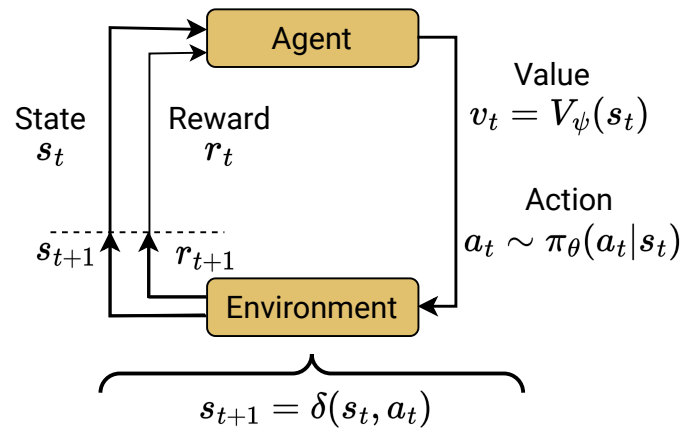 Agent
State
s_t
Reward
r_t
Value
v_t = V_ψ(s_t)
Action
a_t ∼ π_θ(a_t|s_t)
s_{t+1}
r_{t+1}
Environment
s_{t+1} = δ(s_t, a_t)